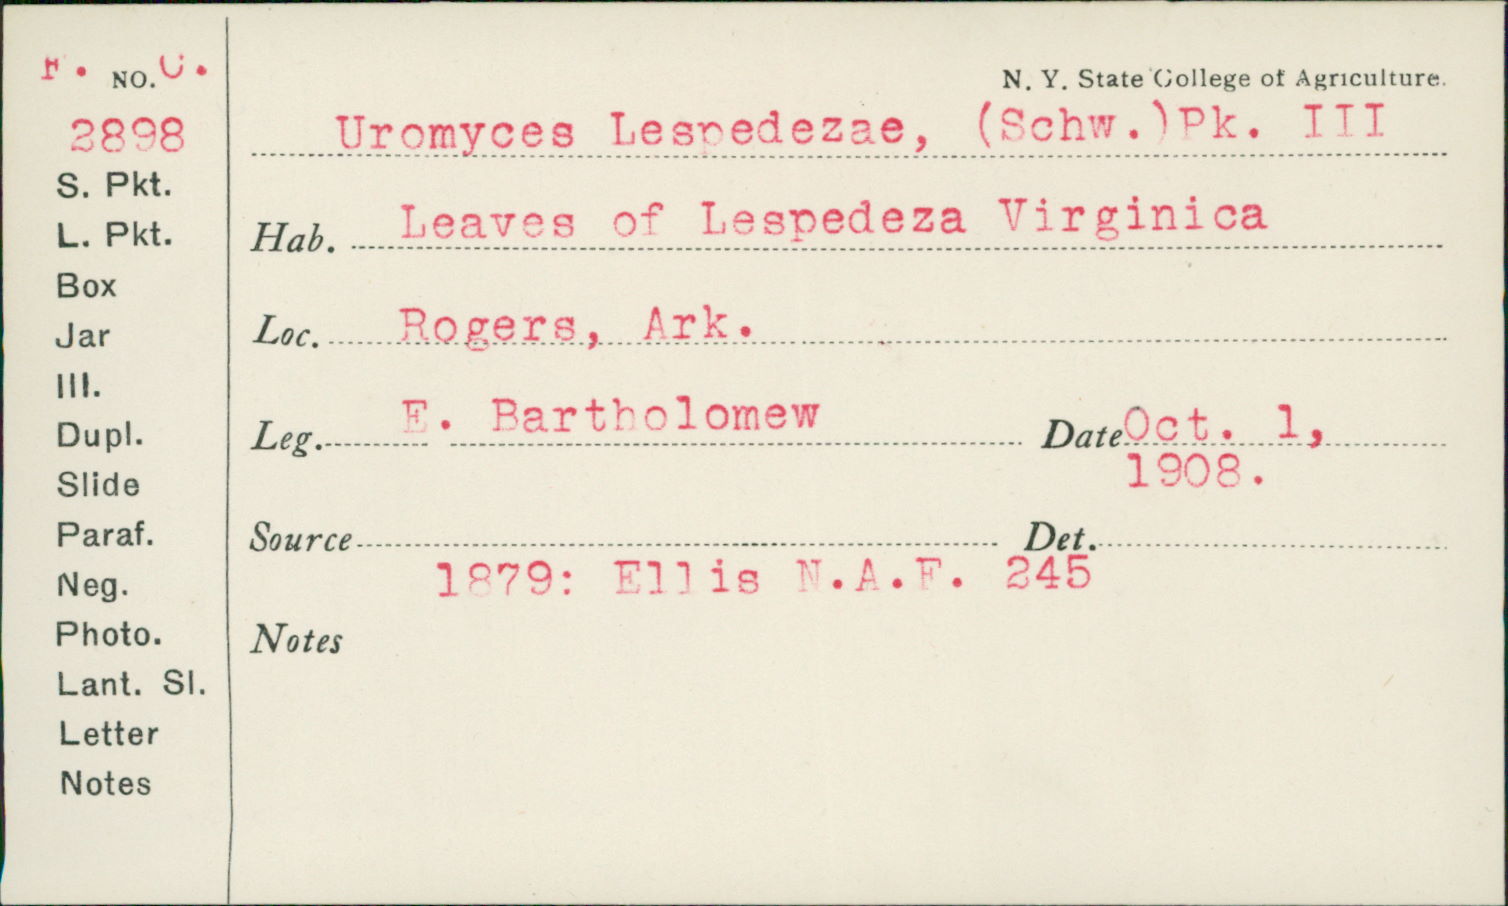 F. NO. C.
2898
S. Pkt.
L. Pkt.
Box
Jar
Ill.
Dupl.
Slide
Paraf.
Neg.
Photo.
Lant. Sl.
Letter
Notes
N. Y. State College of Agriculture.
Uromyces Lespedezae, (Schw.)Pk. III
Hab. Leaves of Lespedeza Virginica
Loc. Rogers, Ark.
Leg. E. Bartholomew Date Oct. 1,
1908.
Source Det.
1879: Ellis N.A.F. 245
Notes